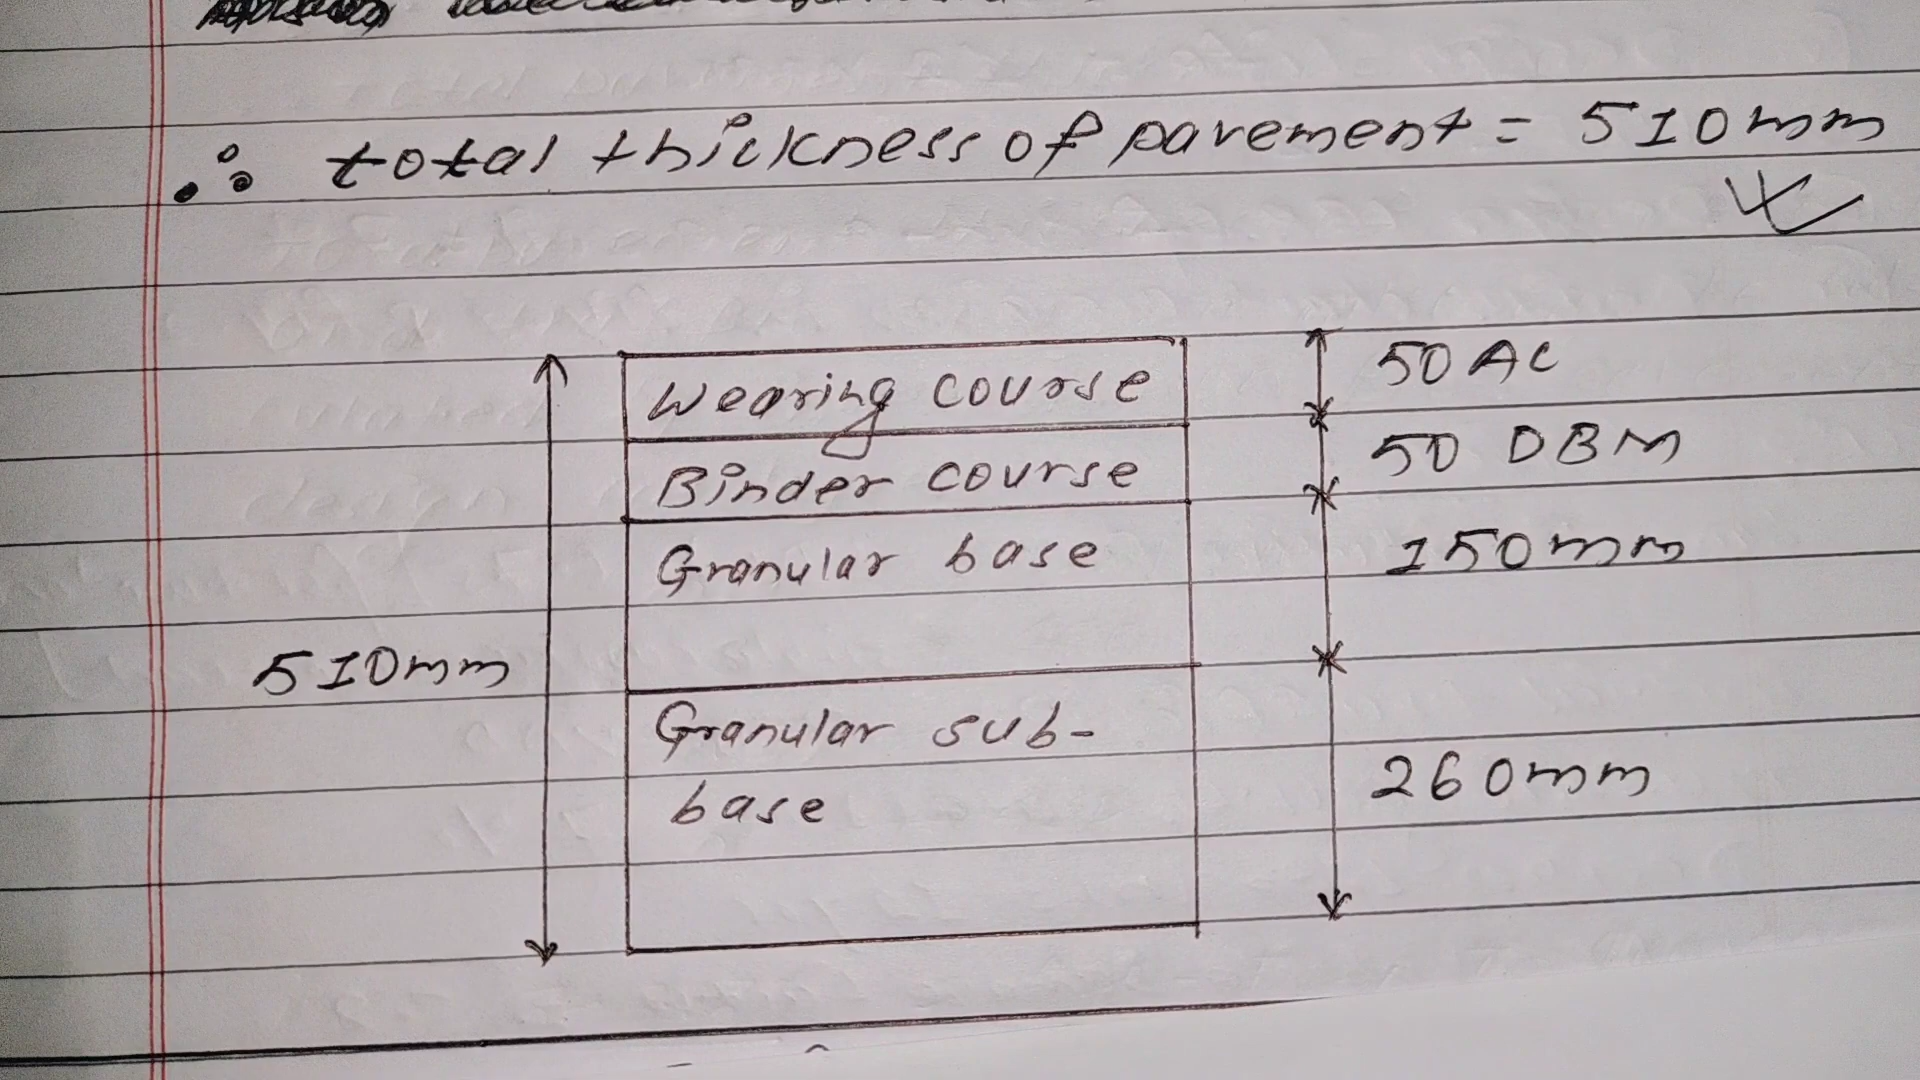 ∴ total thickness of pavement = 510mm
Wearing course 50 AC
Binder course 50 DBM
Granular base 150mm
510mm
Granular sub-
base 260mm